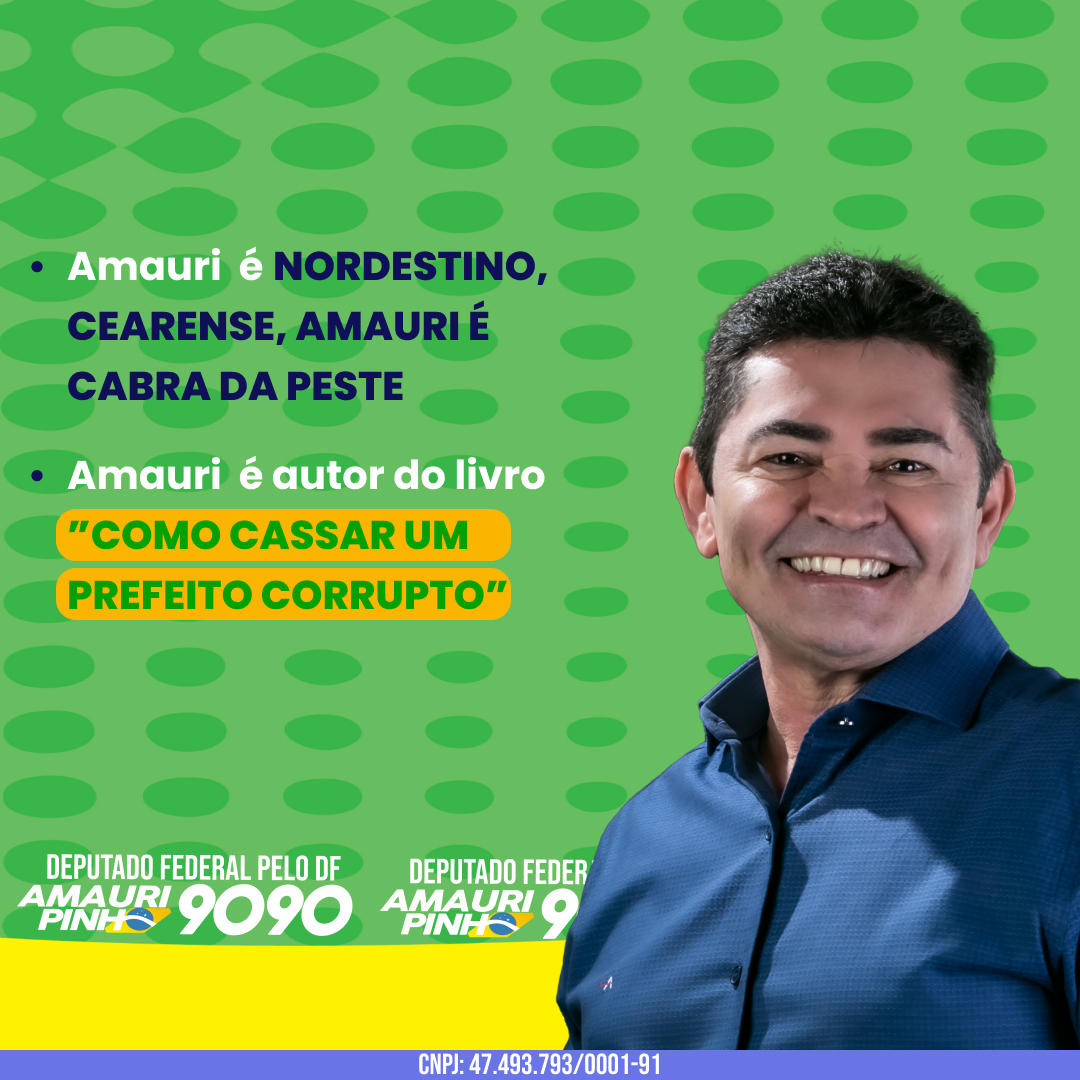 • Amauri é NORDESTINO,
CEARENSE, AMAURI É
CABRA DA PESTE
• Amauri é autor do livro
”COMO CASSAR UM
PREFEITO CORRUPTO”
DEPUTADO FEDERAL PELO DF
AMAURI
PINHO 9090
DEPUTADO FEDER
AMAURI
PINHO 9
CNPJ: 47.493.793/0001-91